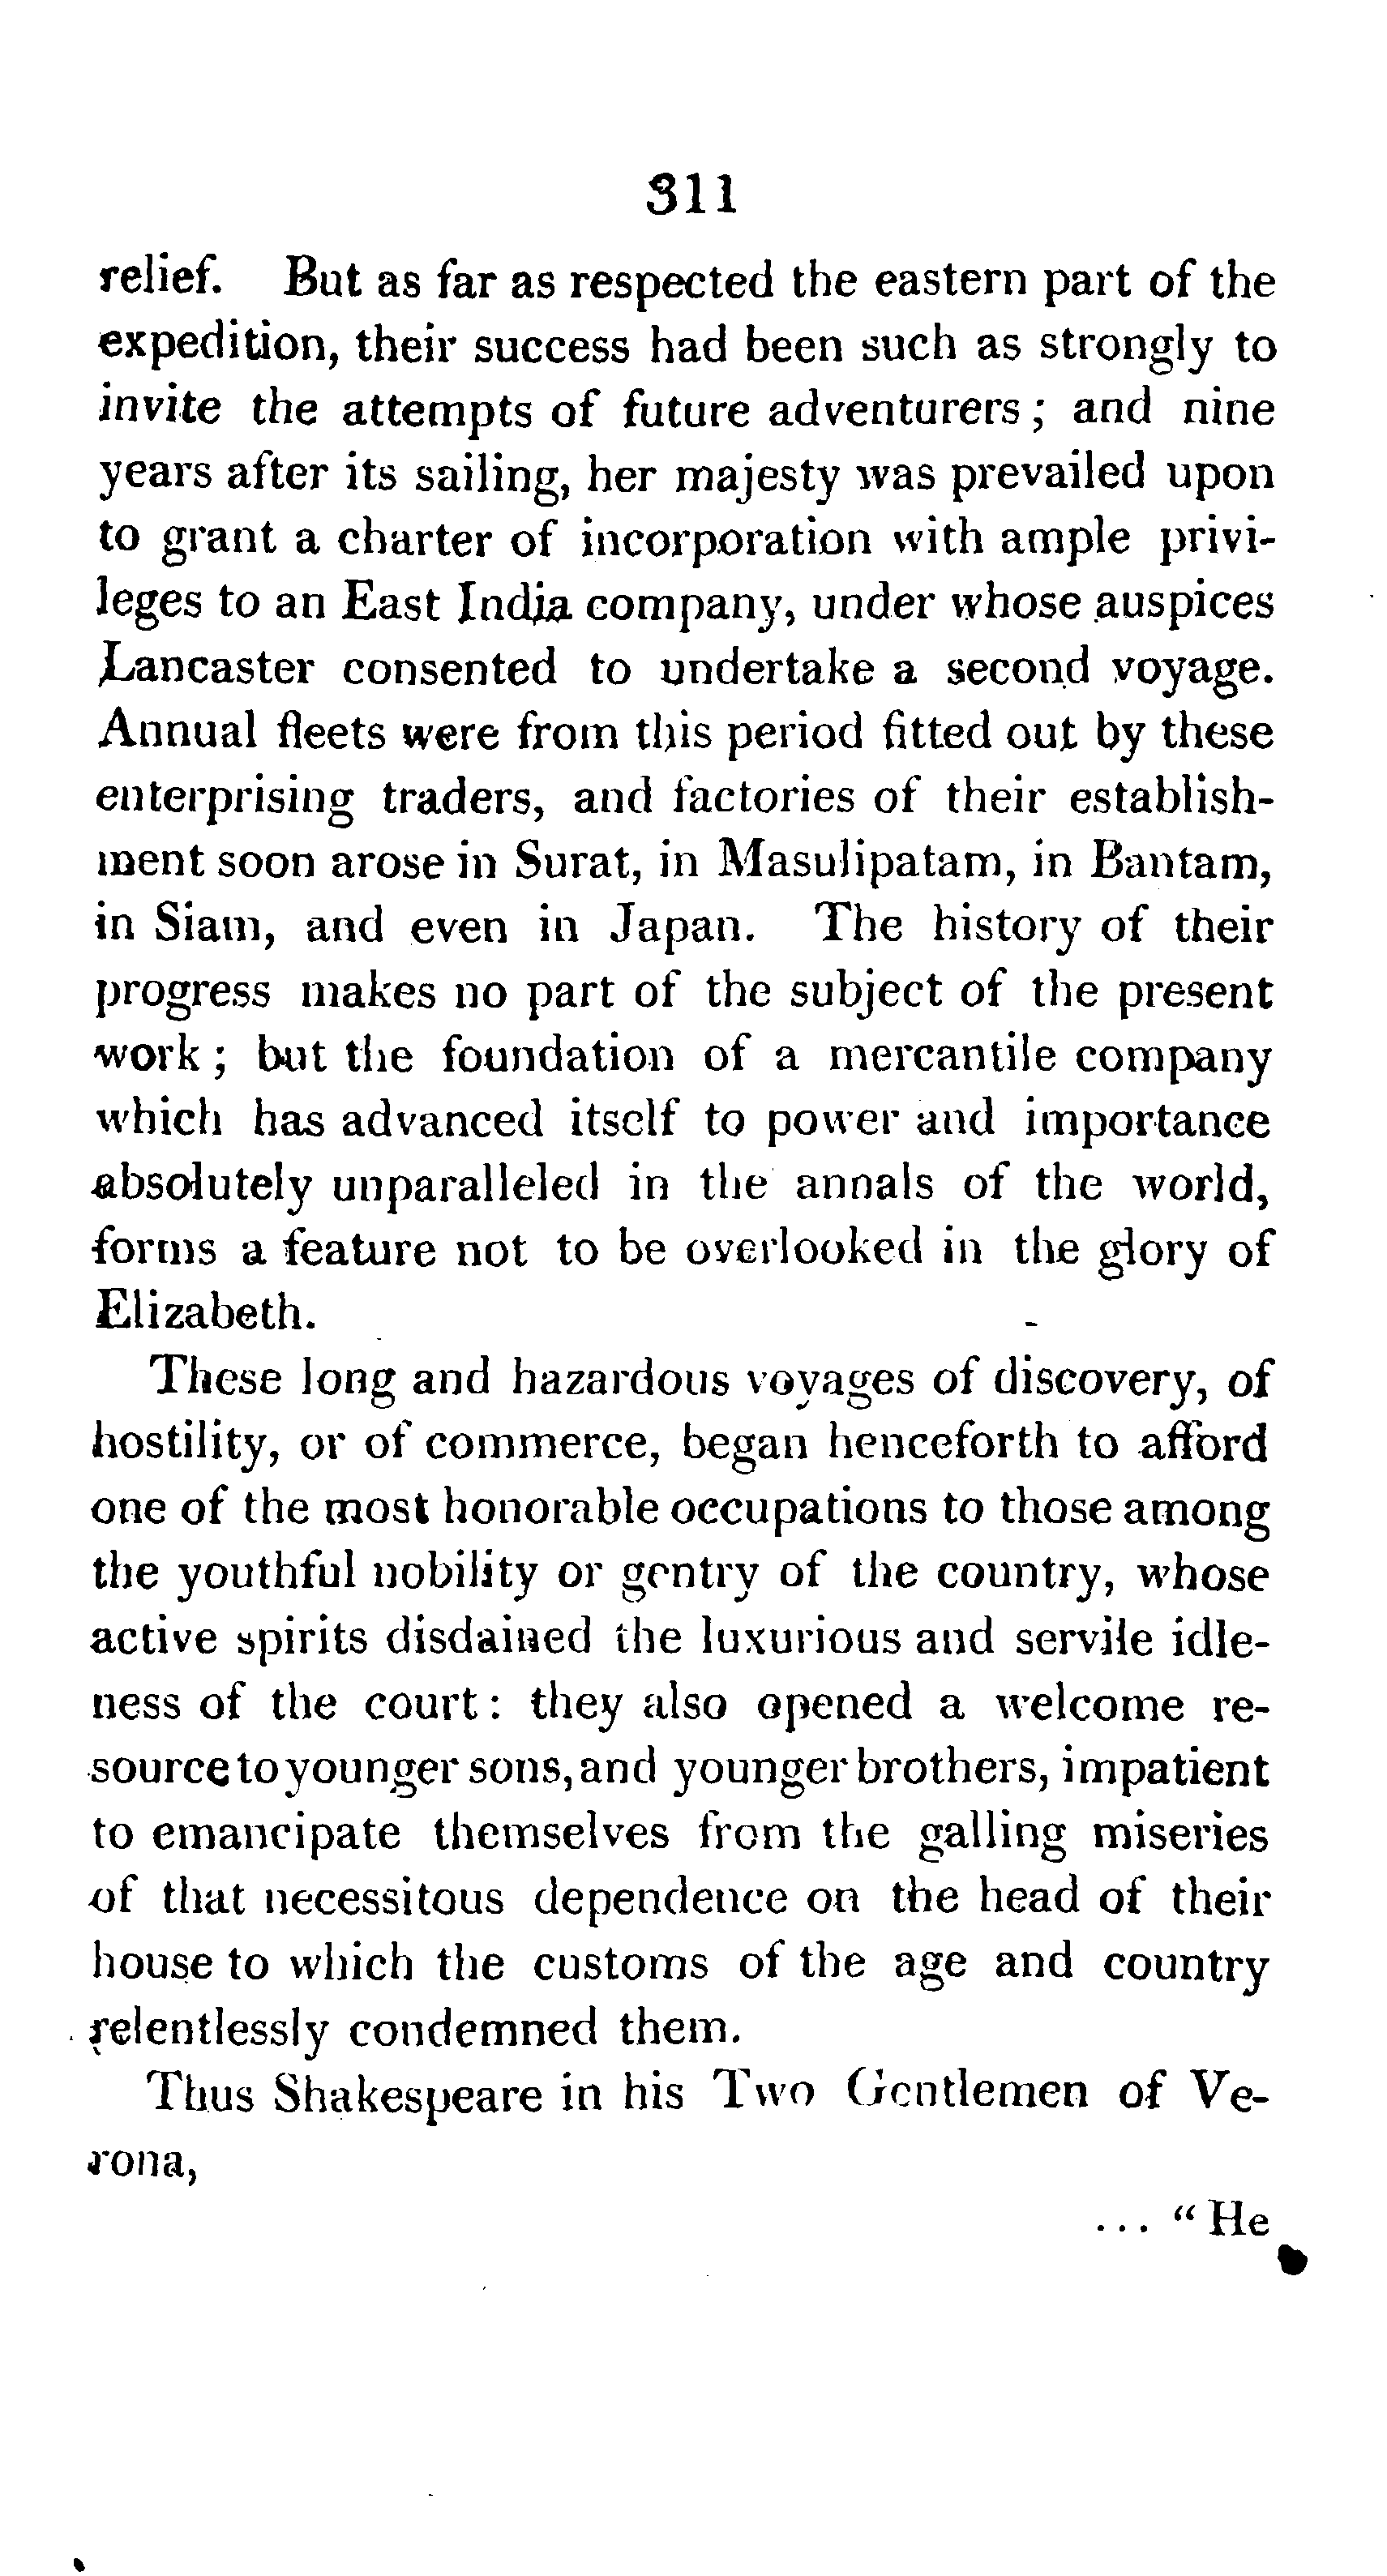 311
relief. But as far as respected the eastern part of the
expedition, their success had been such as strongly to
invite the attempts of future adventurers; and nine
years after its sailing, her majesty was prevailed upon
to grant a charter of incorporation with ample privi-
leges to an East India company, under whose auspices
Lancaster consented to undertake a second voyage.
Annual fleets were from this period fitted out by these
enterprising traders, and factories of their establish-
ment soon arose in Surat, in Masulipatam, in Bantam,
in Siam, and even in Japan. The history of their
progress makes no part of the subject of the present
work; but the foundation of a mercantile company
which has advanced itself to power and importance
absolutely unparalleled in the annals of the world,
forms a feature not to be overlooked in the glory of
Elizabeth.
These long and hazardous voyages of discovery, of
hostility, or of commerce, began henceforth to afford
one of the most honorable occupations to those among
the youthful nobility or gentry of the country, whose
active spirits disdained the luxurious and servile idle-
ness of the court: they also opened a welcome re-
source to younger sons, and younger brothers, impatient
to emancipate themselves from the galling miseries
of that necessitous dependence on the head of their
house to which the customs of the age and country
relentlessly condemned them.
Thus Shakespeare in his Two Gentlemen of Ve-
rona,
... "He